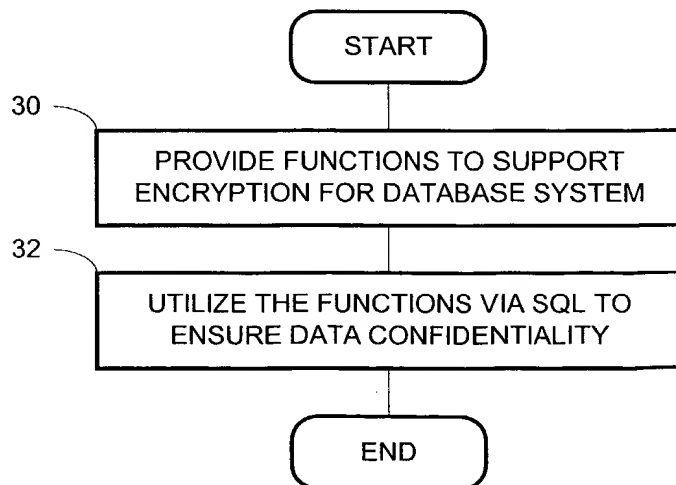 START
30
PROVIDE FUNCTIONS TO SUPPORT
ENCRYPTION FOR DATABASE SYSTEM
32
UTILIZE THE FUNCTIONS VIA SQL TO
ENSURE DATA CONFIDENTIALITY
END